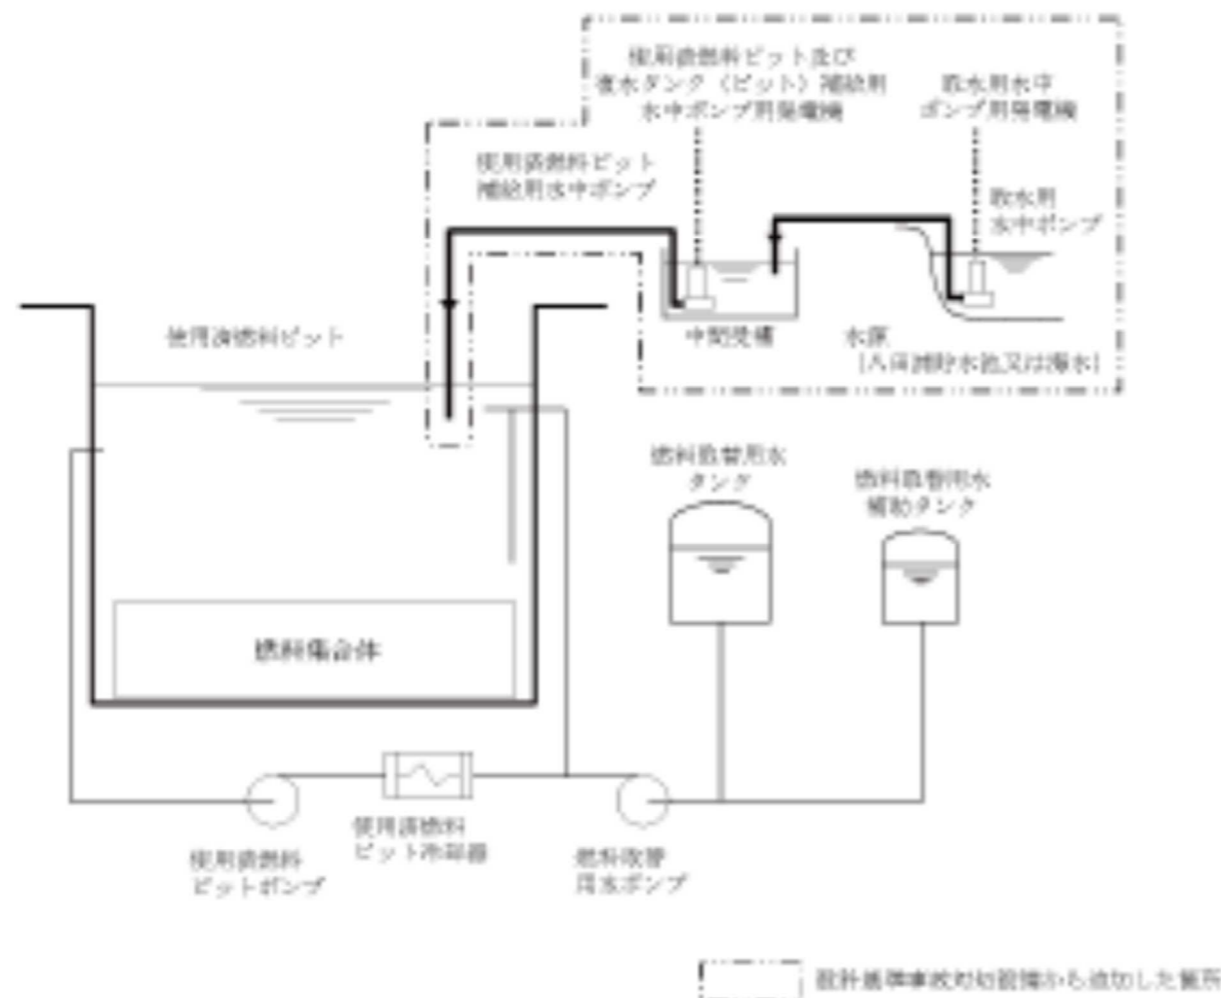 使用済燃料ピット及び
復水タンク（ピット）補給用
水中ポンプ用発電機
取水用水中
ポンプ用発電機
使用済燃料ピット
補給用水中ポンプ
取水用
水中ポンプ
使用済燃料ピット
中間受槽
水源
（八田浦貯水池又は海水）
燃料取替用水
タンク
燃料取替用水
補助タンク
燃料集合体
使用済燃料
ピットポンプ
使用済燃料
ピット冷却器
燃料取替
用水ポンプ
設計基準事故対処設備から追加した箇所